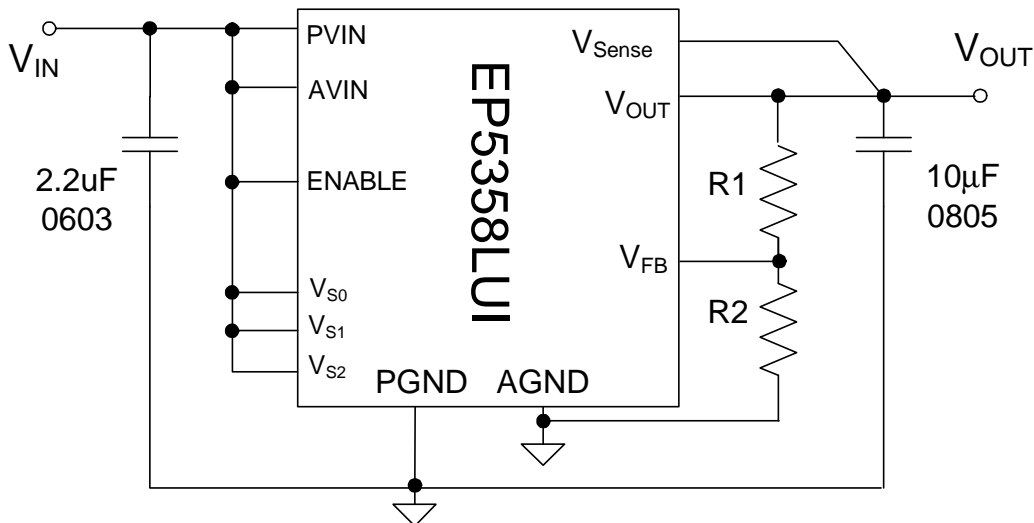 VIN
2.2uF
0603
PVIN
AVIN
ENABLE
VS0
VS1
VS2
PGND
AGND
EP5358LUI
VSense
VOUT
VFB
R1
R2
VOUT
10μF
0805